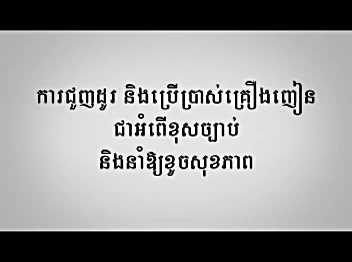 ការជួញដូរ និងប្រើប្រាស់គ្រឿងញៀន
ជាអំពើខុសច្បាប់
និងនាំឱ្យខូចសុខភាព